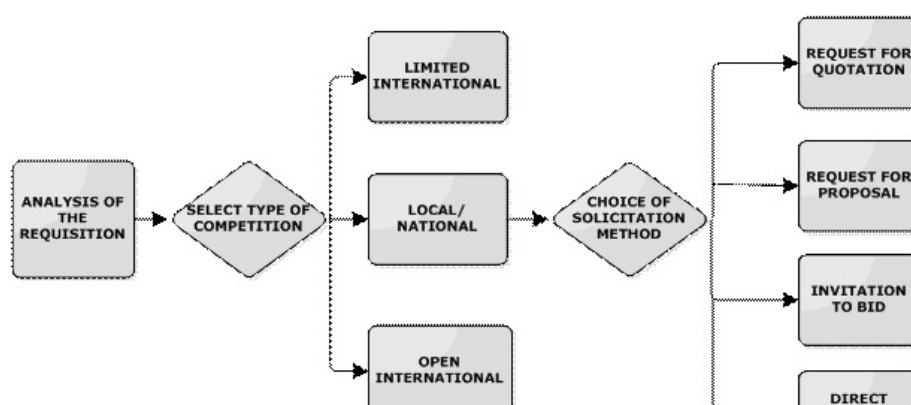 ANALYSIS OF
THE
REQUISITION
SELECT TYPE OF
COMPETITION
LIMITED
INTERNATIONAL
LOCAL/
NATIONAL
OPEN
INTERNATIONAL
CHOICE OF
SOLICITATION
METHOD
REQUEST FOR
QUOTATION
REQUEST FOR
PROPOSAL
INVITATION
TO BID
DIRECT